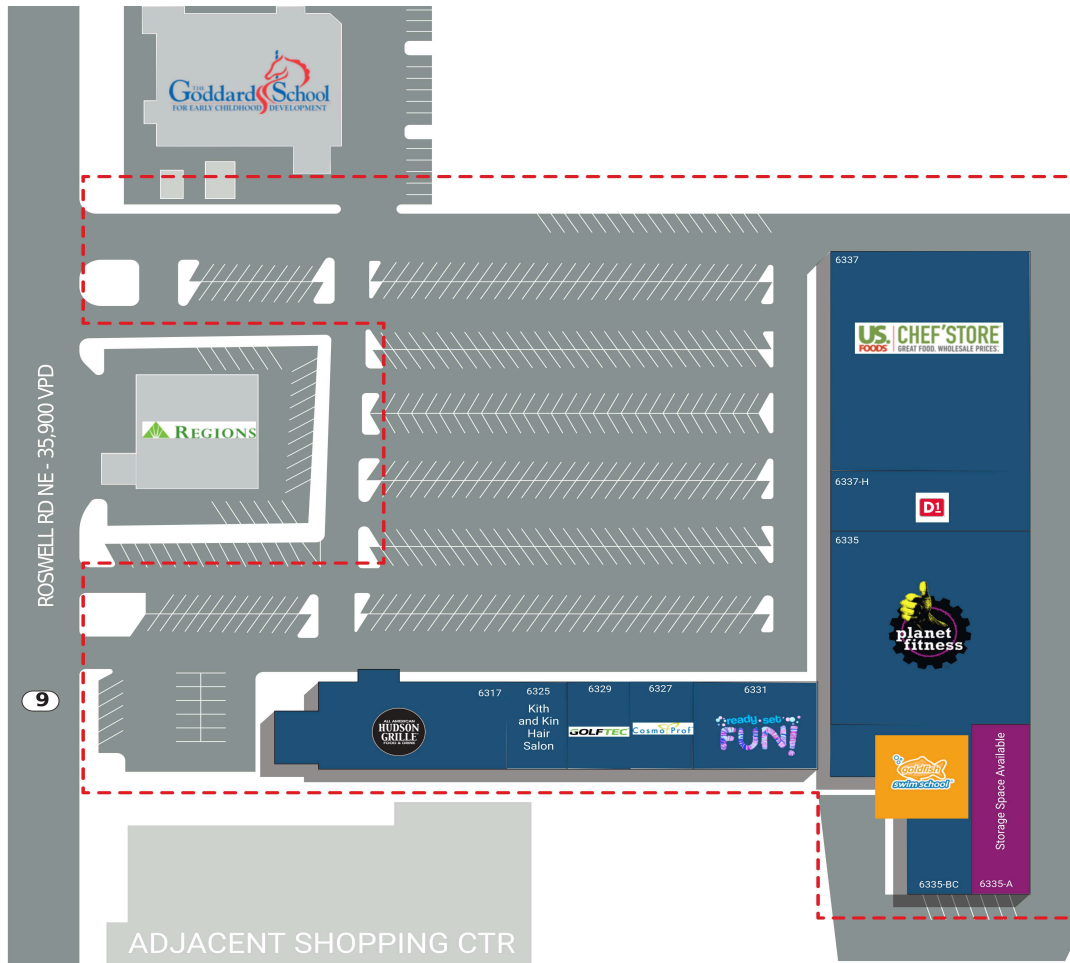 THE
Goddard School
FOR EARLY CHILDHOOD DEVELOPMENT
6337
US. FOODS CHEF'STORE
GREAT FOOD. WHOLESALE PRICES.
ROSWELL RD NE - 35,900 VPD
REGIONS
6337-H
D1
6335
planet
fitness
9
6317
6325
6329
6327
6331
Kith
and Kin
Hair
Salon
ALL AMERICAN
HUDSON
GRILLE
GOLFTEC
CosmoProf
ready·set
FUN!
goldfish
swim school
Storage Space Available
6335-BC
6335-A
ADJACENT SHOPPING CTR